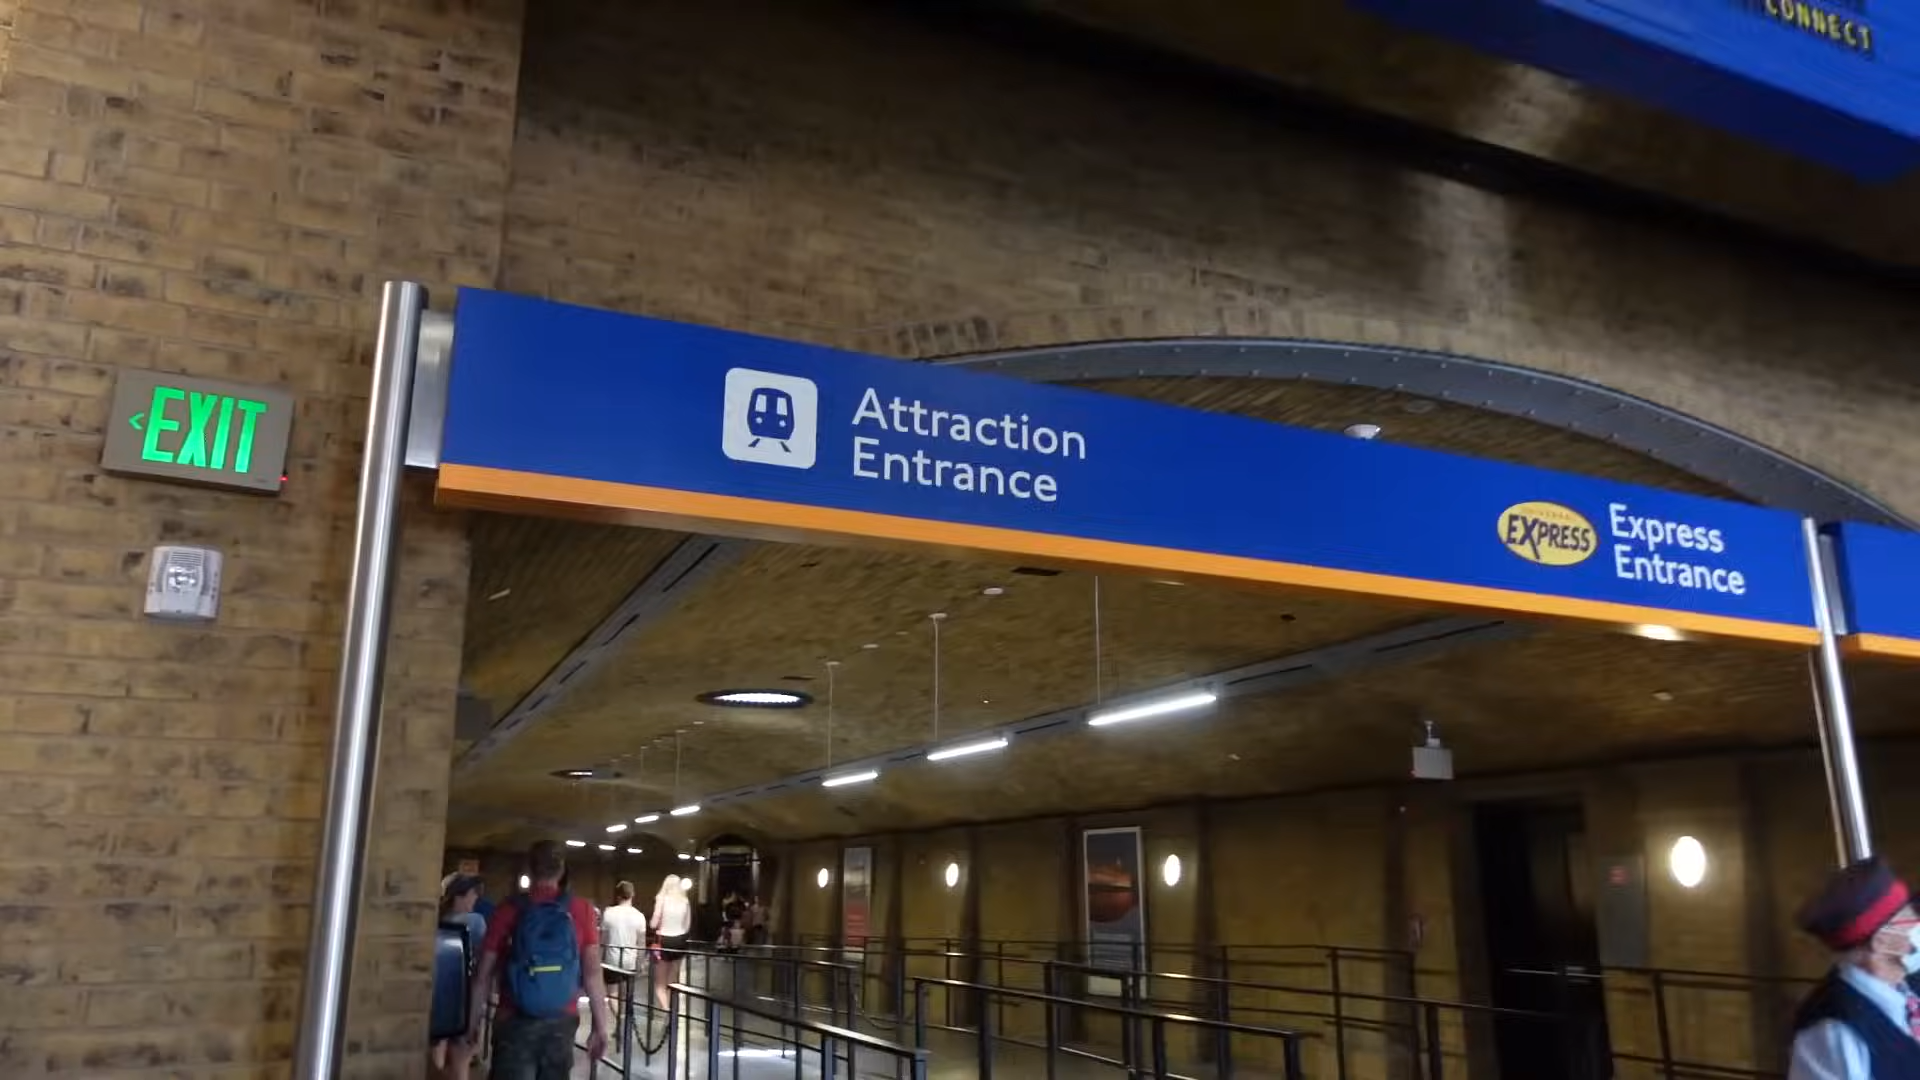 CONNECT
<EXIT
Attraction
Entrance
EXPRESS
Express
Entrance